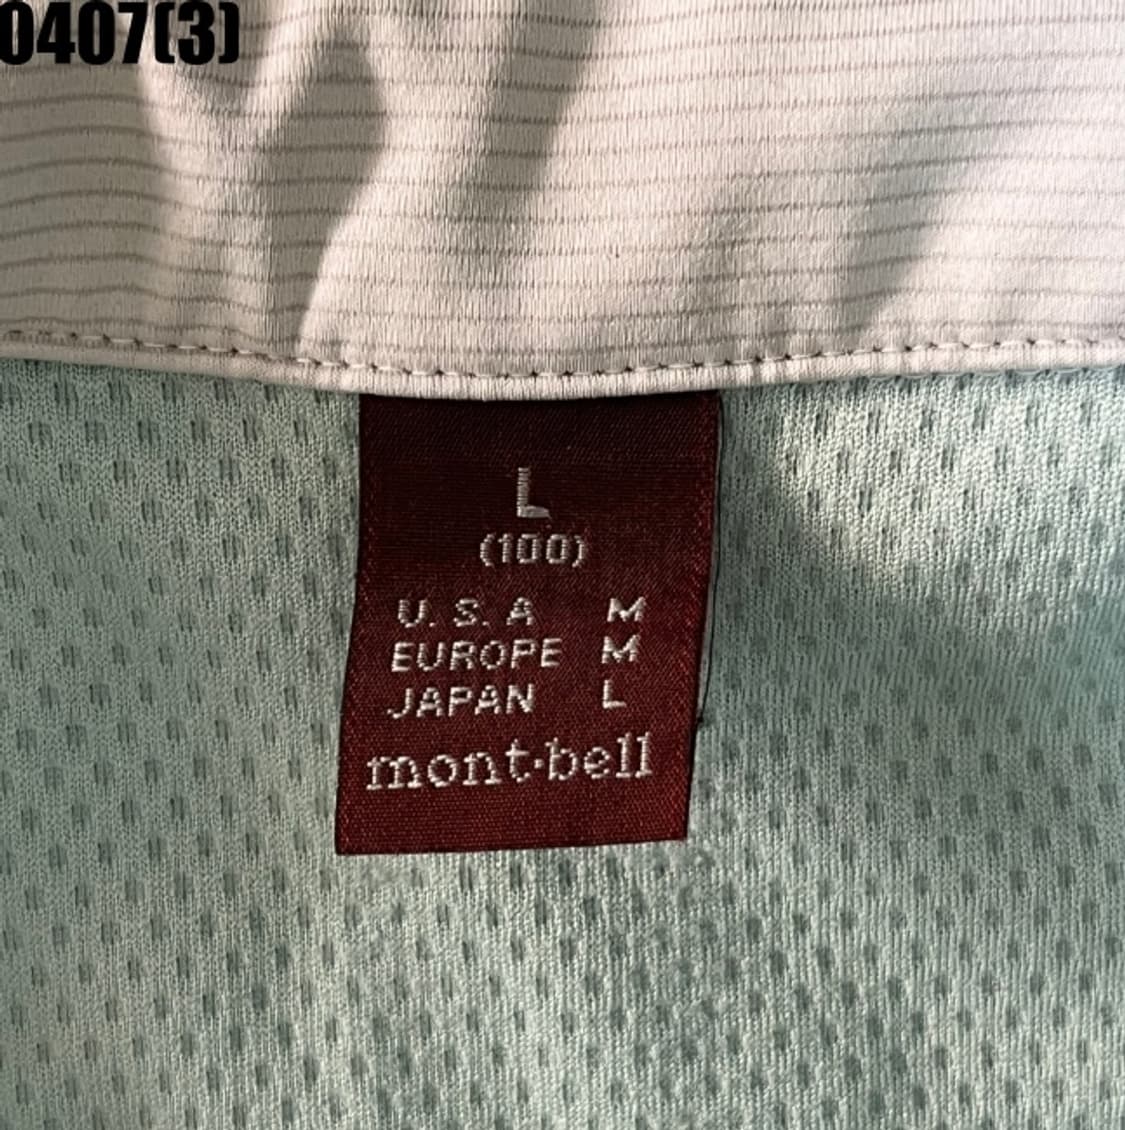 0407(3)
L
(100)
U.S.A M
EUROPE M
JAPAN L
mont·bell